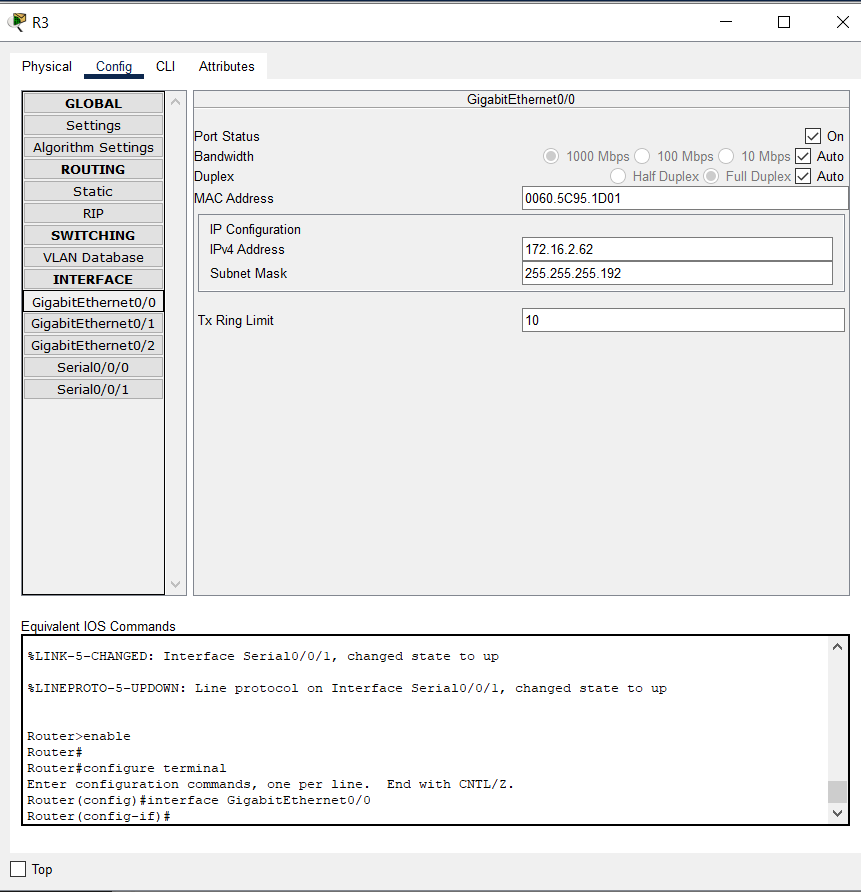 R3
Physical Config CLI Attributes
GLOBAL
Settings
Algorithm Settings
ROUTING
Static
RIP
SWITCHING
VLAN Database
INTERFACE
GigabitEthernet0/0
GigabitEthernet0/1
GigabitEthernet0/2
Serial0/0/0
Serial0/0/1
GigabitEthernet0/0
Port Status On
Bandwidth 1000 Mbps 100 Mbps 10 Mbps Auto
Duplex Half Duplex Full Duplex Auto
MAC Address 0060.5C95.1D01
IP Configuration
IPv4 Address 172.16.2.62
Subnet Mask 255.255.255.192
Tx Ring Limit 10
Equivalent IOS Commands
%LINK-5-CHANGED: Interface Serial0/0/1, changed state to up
%LINEPROTO-5-UPDOWN: Line protocol on Interface Serial0/0/1, changed state to up
Router>enable
Router#
Router#configure terminal
Enter configuration commands, one per line.  End with CNTL/Z.
Router(config)#interface GigabitEthernet0/0
Router(config-if)#
Top